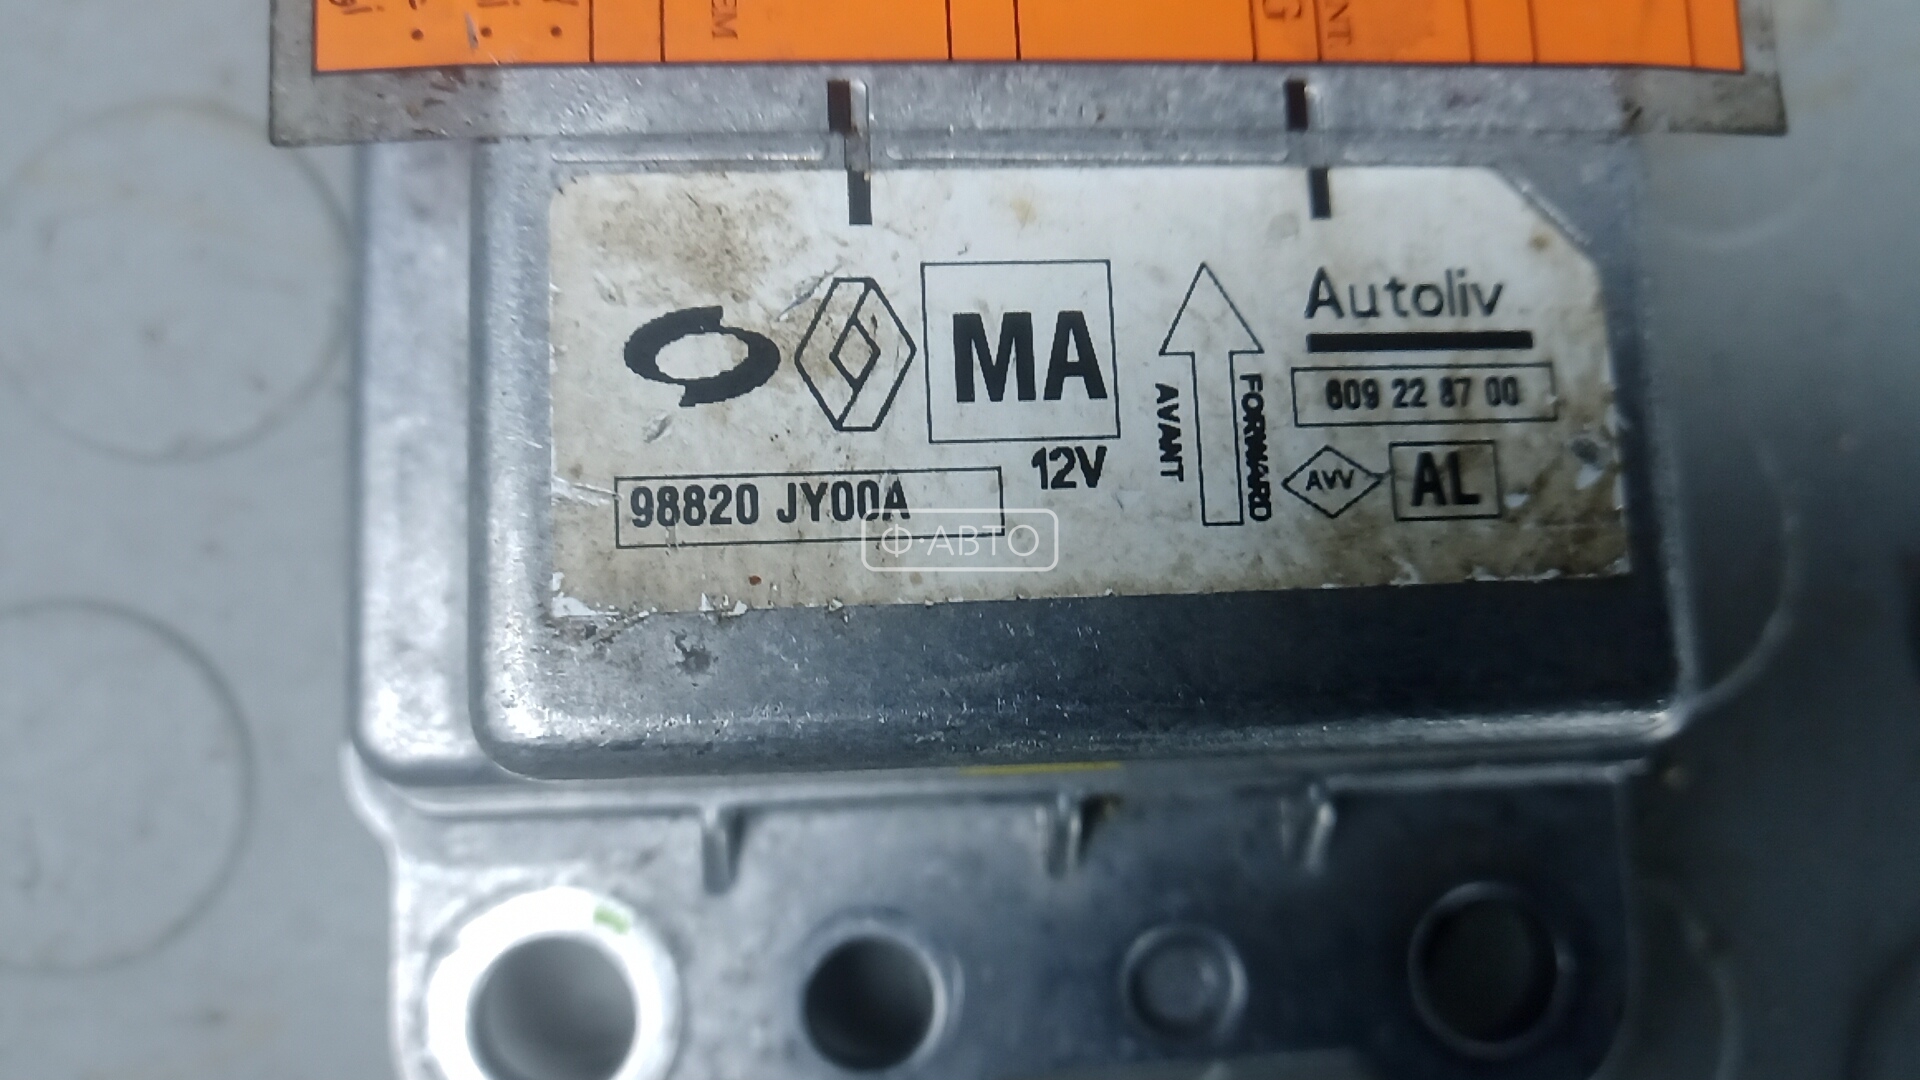 MA
12V
98820 JY00A
AVANT
FORWARD
Autoliv
609 22 87 00
AVV
AL
Ф·АВТО